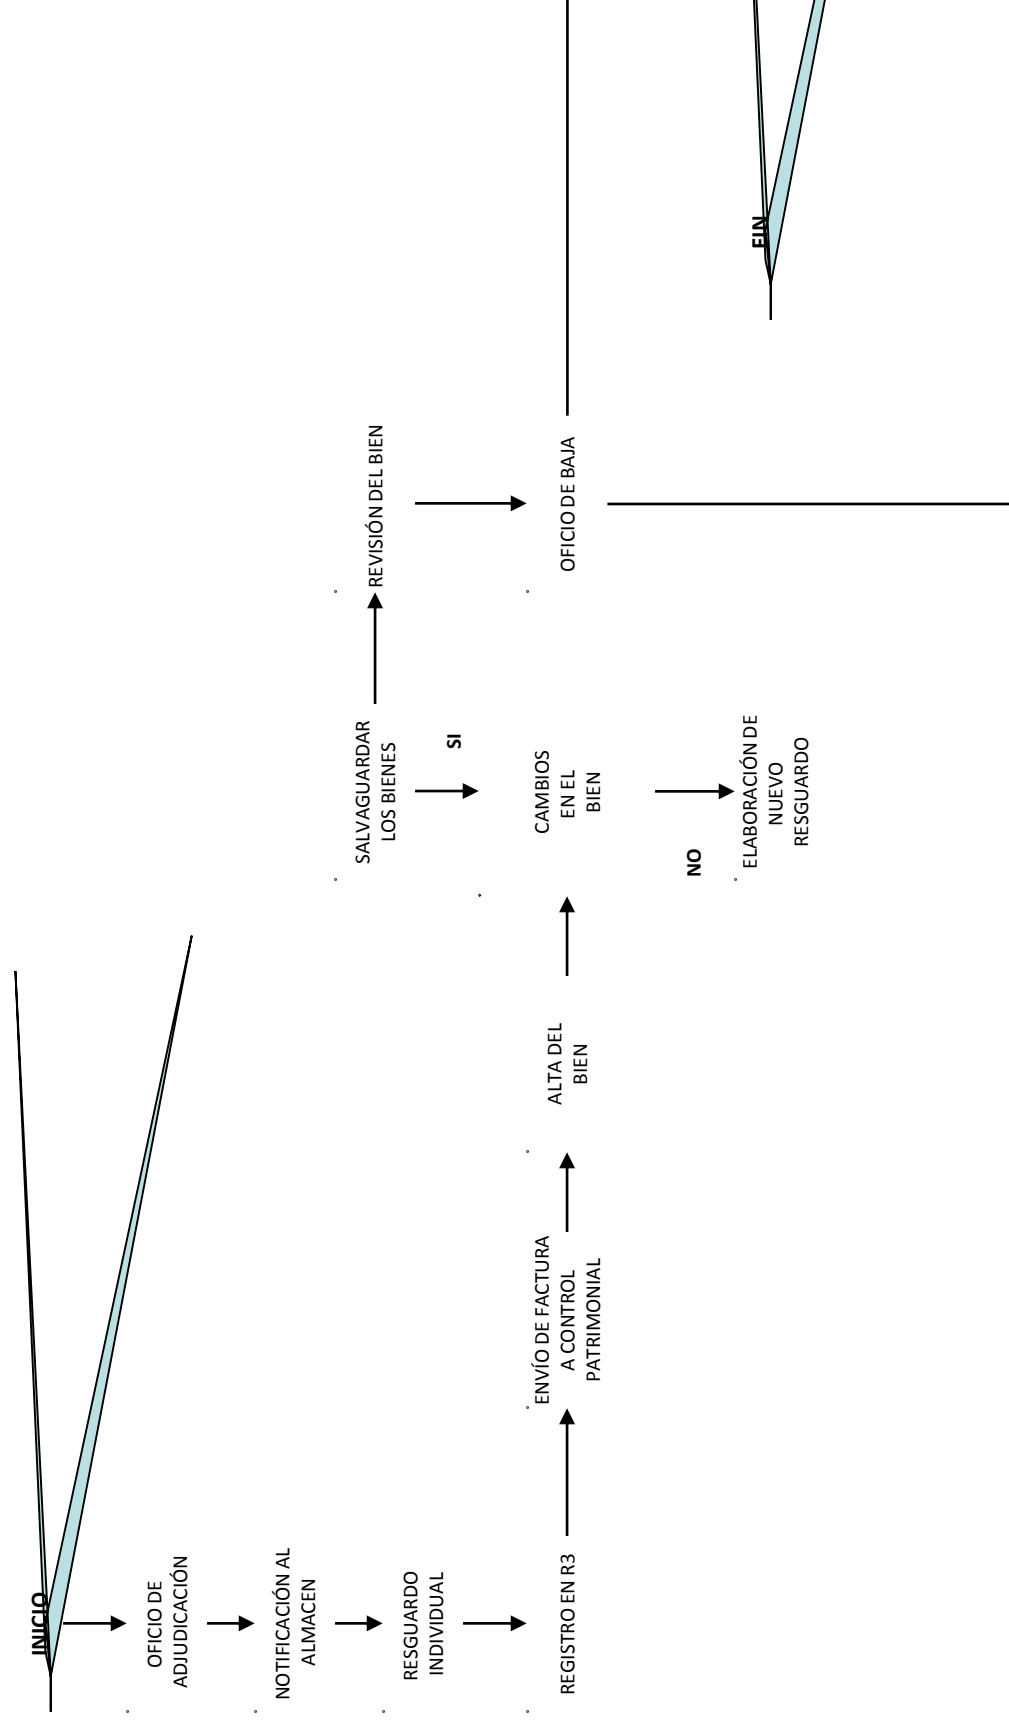 INICIO
OFICIO DE
ADJUDICACIÓN
NOTIFICACIÓN AL
ALMACEN
RESGUARDO
INDIVIDUAL
REGISTRO EN R3
ENVÍO DE FACTURA
A CONTROL
PATRIMONIAL
ALTA DEL
BIEN
CAMBIOS
EN EL
BIEN
SI
SALVAGUARDAR
LOS BIENES
NO
ELABORACIÓN DE
NUEVO
RESGUARDO
REVISIÓN DEL BIEN
OFICIO DE BAJA
FIN